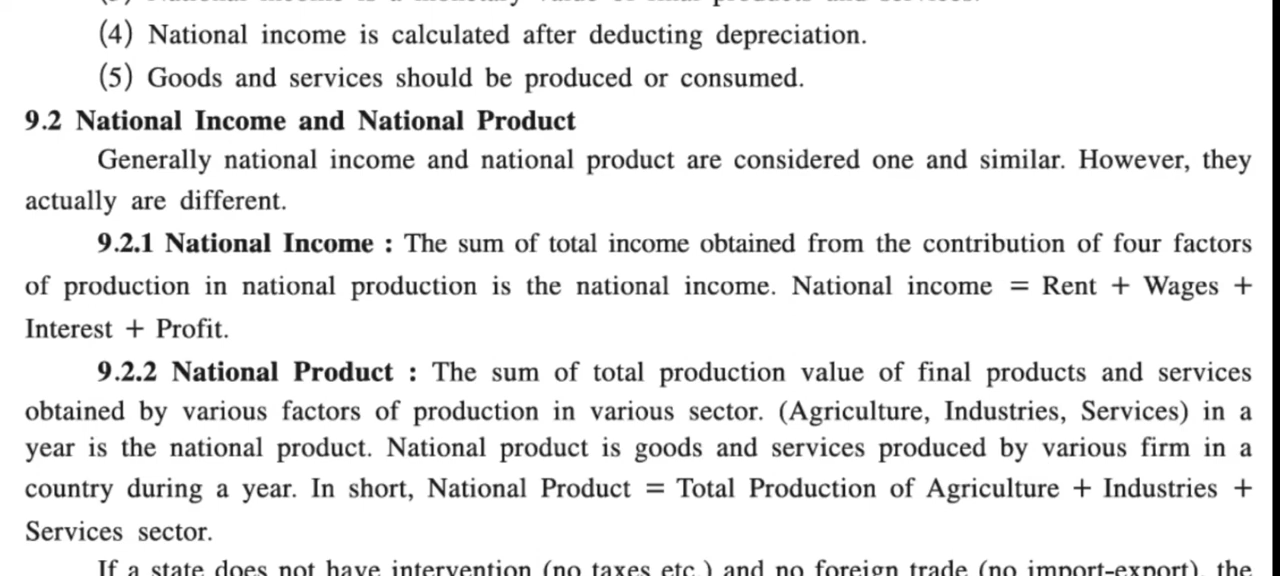 (4) National income is calculated after deducting depreciation.
(5) Goods and services should be produced or consumed.
9.2 National Income and National Product
Generally national income and national product are considered one and similar. However, they
actually are different.
9.2.1 National Income : The sum of total income obtained from the contribution of four factors
of production in national production is the national income. National income = Rent + Wages +
Interest + Profit.
9.2.2 National Product : The sum of total production value of final products and services
obtained by various factors of production in various sector. (Agriculture, Industries, Services) in a
year is the national product. National product is goods and services produced by various firm in a
country during a year. In short, National Product = Total Production of Agriculture + Industries +
Services sector.
If a state does not have intervention (no taxes etc.) and no foreign trade (no import-export), the